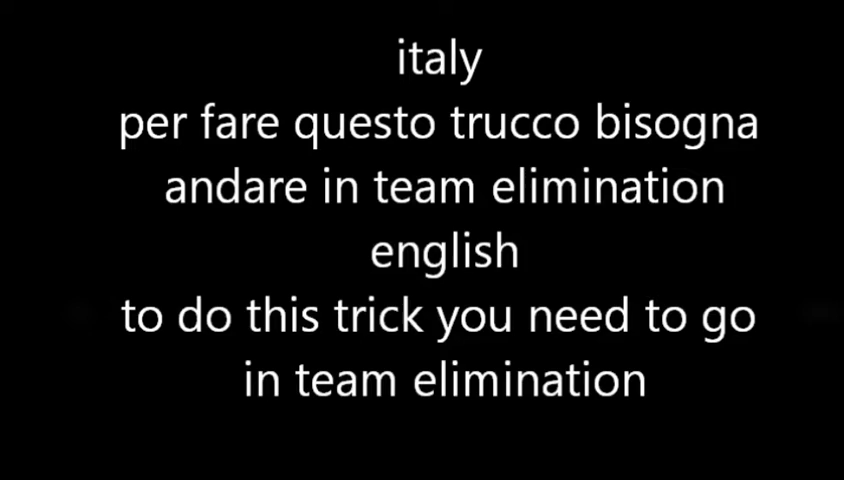 italy
per fare questo trucco bisogna
andare in team elimination
english
to do this trick you need to go
in team elimination